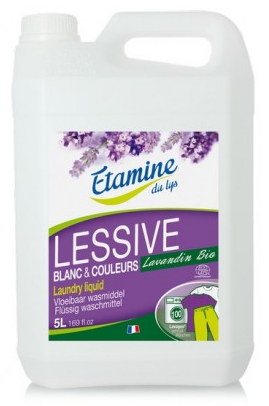 Etamine
du lys
LESSIVE
BLANC & COULEURS
Lavandin Bio
Laundry liquid
Vloeibaar wasmiddel
Flüssig waschmittel
5L 169 fl.oz
100